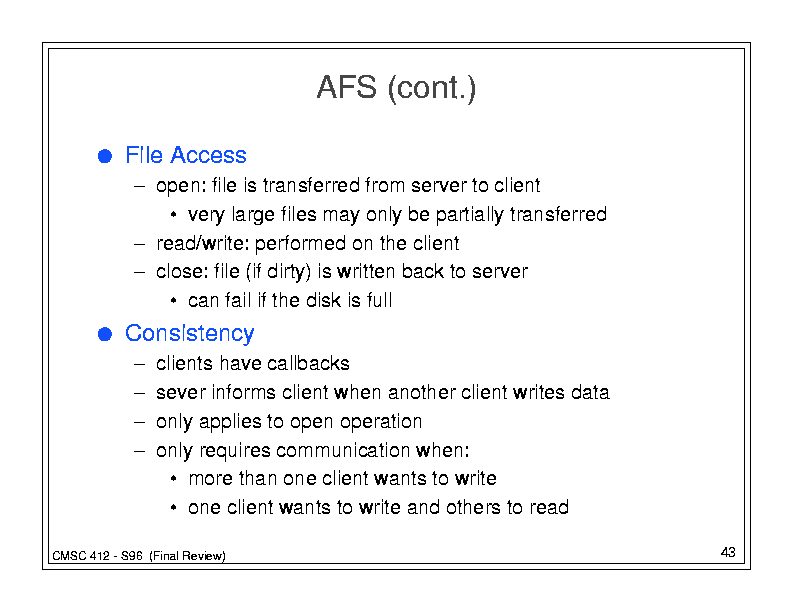 AFS (cont.)
● File Access
– open: file is transferred from server to client
• very large files may only be partially transferred
– read/write: performed on the client
– close: file (if dirty) is written back to server
• can fail if the disk is full
● Consistency
– clients have callbacks
– sever informs client when another client writes data
– only applies to open operation
– only requires communication when:
• more than one client wants to write
• one client wants to write and others to read
CMSC 412 - S96 (Final Review)
43